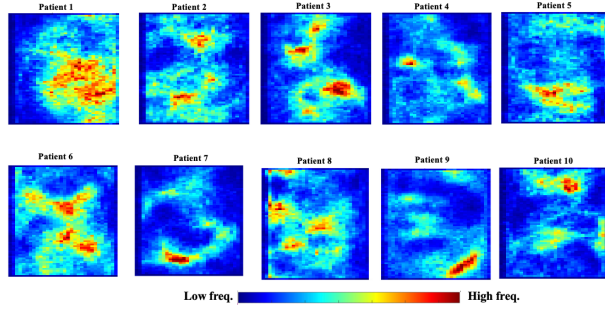 Patient 1
Patient 2
Patient 3
Patient 4
Patient 5
Patient 6
Patient 7
Patient 8
Patient 9
Patient 10
Low freq.
High freq.